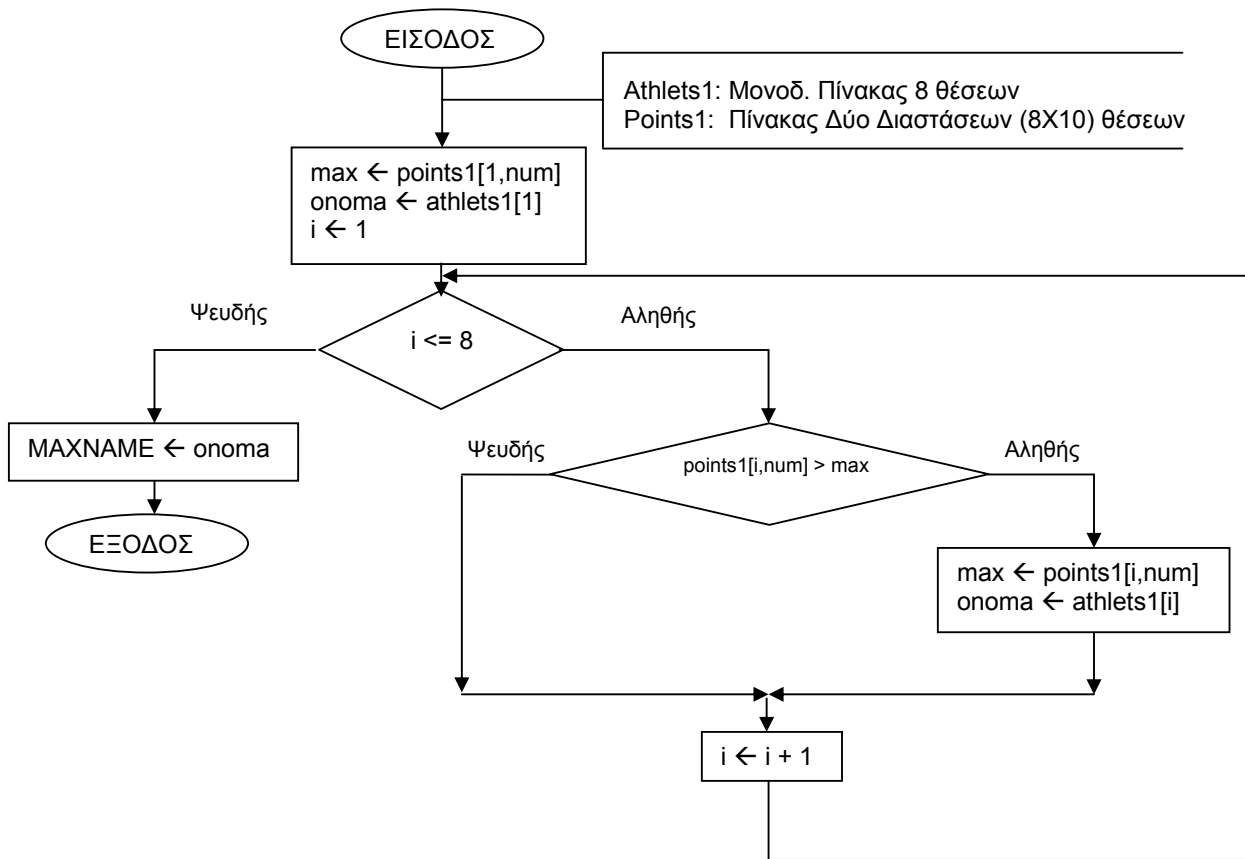 ΕΙΣΟΔΟΣ
Athlets1: Μονοδ. Πίνακας 8 θέσεων
Points1: Πίνακας Δύο Διαστάσεων (8Χ10) θέσεων
max ← points1[1,num]
onoma ← athlets1[1]
i ← 1
Ψευδής
Αληθής
i <= 8
MAXNAME ← onoma
Ψευδής
Αληθής
points1[i,num] > max
ΕΞΟΔΟΣ
max ← points1[i,num]
onoma ← athlets1[i]
i ← i + 1